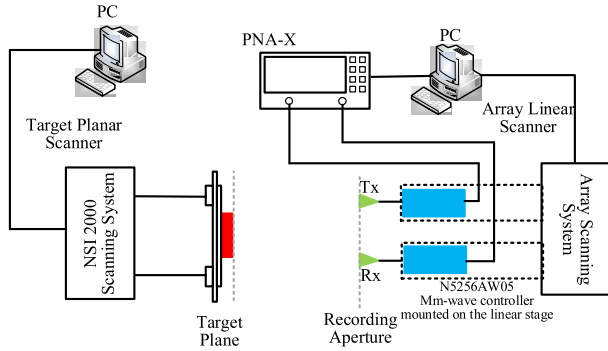 PC
Target Planar
Scanner
NSI 2000
Scanning System
Target
Plane
PNA-X
PC
Array Linear
Scanner
Tx
Rx
Recording
Aperture
N5256AW05
Mm-wave controller
mounted on the linear stage
Array Scanning
System